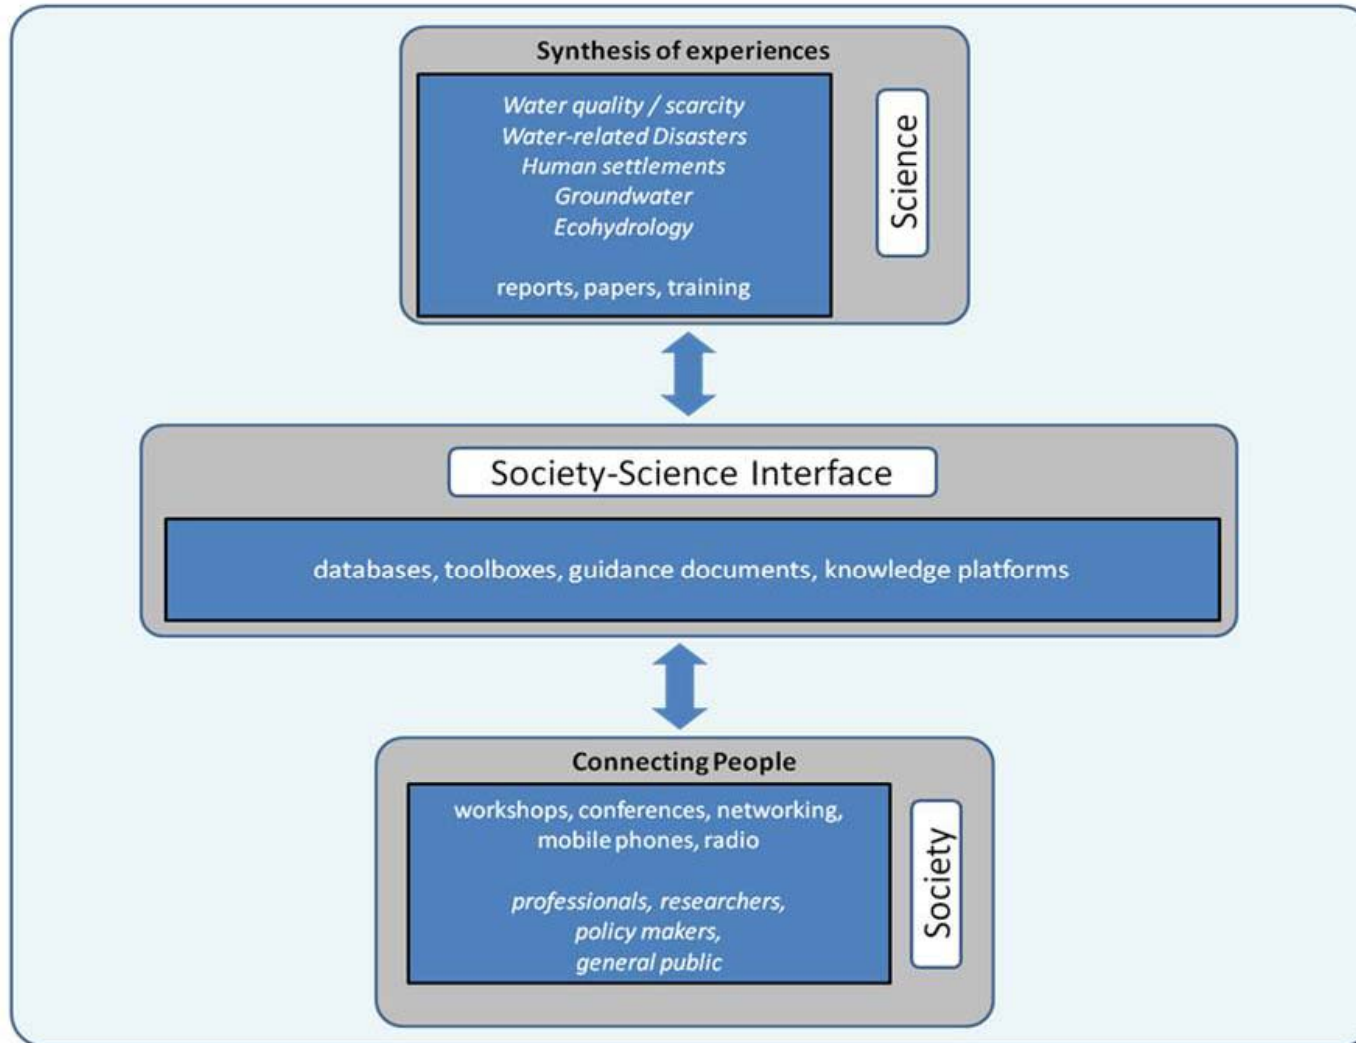 Synthesis of experiences
Water quality / scarcity
Water-related Disasters
Human settlements
Groundwater
Ecohydrology
reports, papers, training
Science
Society-Science Interface
databases, toolboxes, guidance documents, knowledge platforms
Connecting People
workshops, conferences, networking,
mobile phones, radio
professionals, researchers,
policy makers,
general public
Society